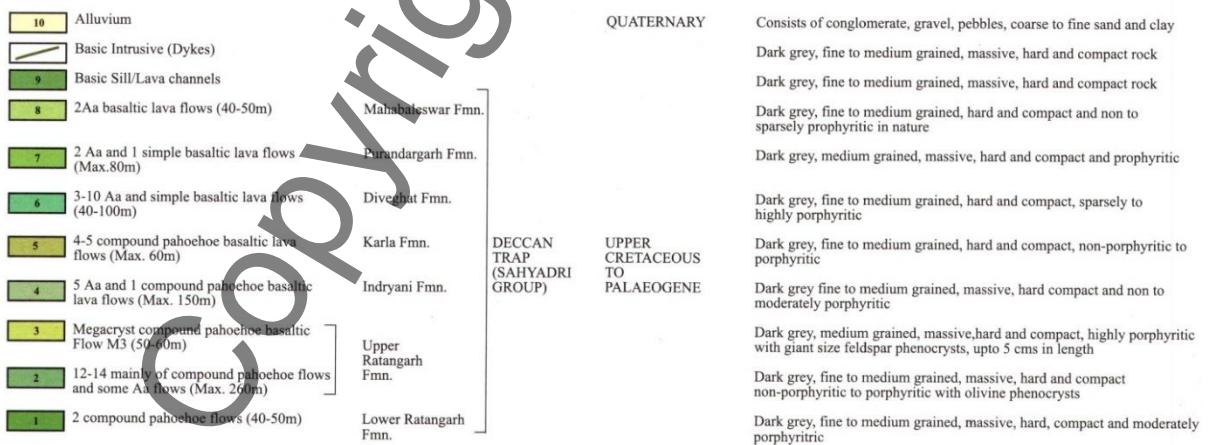 10 Alluvium QUATERNARY Consists of conglomerate, gravel, pebbles, coarse to fine sand and clay
Basic Intrusive (Dykes) Dark grey, fine to medium grained, massive, hard and compact rock
9 Basic Sill/Lava channels Dark grey, fine to medium grained, massive, hard and compact rock
8 2Aa basaltic lava flows (40-50m) Mahabaleswar Fmn. Dark grey, fine to medium grained, hard and compact and non to
sparsely prophyritic in nature
7 2 Aa and 1 simple basaltic lava flows Purandargarh Fmn. Dark grey, medium grained, massive, hard and compact and prophyritic
(Max.80m)
6 3-10 Aa and simple basaltic lava flows Diveghat Fmn. Dark grey, fine to medium grained, hard and compact, sparsely to
(40-100m) highly porphyritic
5 4-5 compound pahoehoe basaltic lava Karla Fmn. Dark grey, fine to medium grained, hard and compact, non-porphyritic to
flows (Max. 60m) porphyritic
DECCAN
TRAP
(SAHYADRI
GROUP)
UPPER
CRETACEOUS
TO
PALAEOGENE
4 5 Aa and 1 compound pahoehoe basaltic Indryani Fmn. Dark grey fine to medium grained, massive, hard compact and non to
lava flows (Max. 150m) moderately porphyritic
3 Megacryst compound pahoehoe basaltic Dark grey, medium grained, massive,hard and compact, highly porphyritic
Flow M3 (50-60m) with giant size feldspar phenocrysts, upto 5 cms in length
Upper
Ratangarh
Fmn.
2 12-14 mainly of compound pahoehoe flows Dark grey, fine to medium grained, massive, hard and compact
and some Aa flows (Max. 260m) non-porphyritic to porphyritic with olivine phenocrysts
1 2 compound pahoehoe flows (40-50m) Lower Ratangarh Dark grey, fine to medium grained, massive, hard, compact and moderately
Fmn. porphyritric
Copyrig